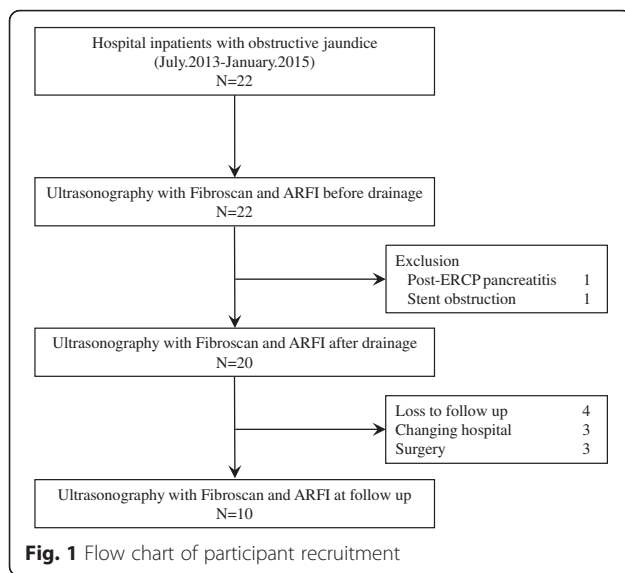 Hospital inpatients with obstructive jaundice
(July.2013-January.2015)
N=22
Ultrasonography with Fibroscan and ARFI before drainage
N=22
Exclusion
Post-ERCP pancreatitis 1
Stent obstruction 1
Ultrasonography with Fibroscan and ARFI after drainage
N=20
Loss to follow up 4
Changing hospital 3
Surgery 3
Ultrasonography with Fibroscan and ARFI at follow up
N=10
Fig. 1 Flow chart of participant recruitment